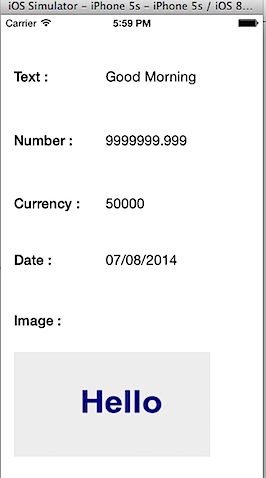 iOS Simulator - iPhone 5s - iPhone 5s / iOS 8...
Carrer 5:59 PM
Text : Good Morning
Number : 9999999.999
Currency : 50000
Date : 07/08/2014
Image :
Hello